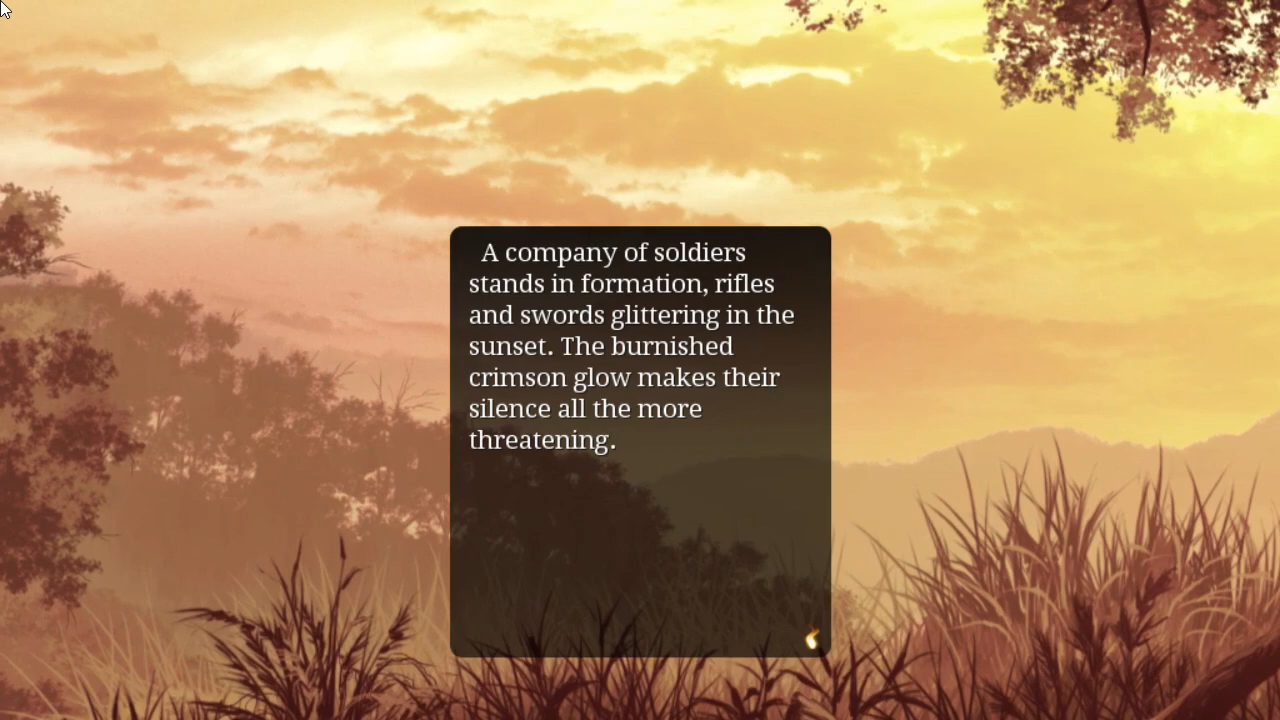 A company of soldiers
stands in formation, rifles
and swords glittering in the
sunset. The burnished
crimson glow makes their
silence all the more
threatening.